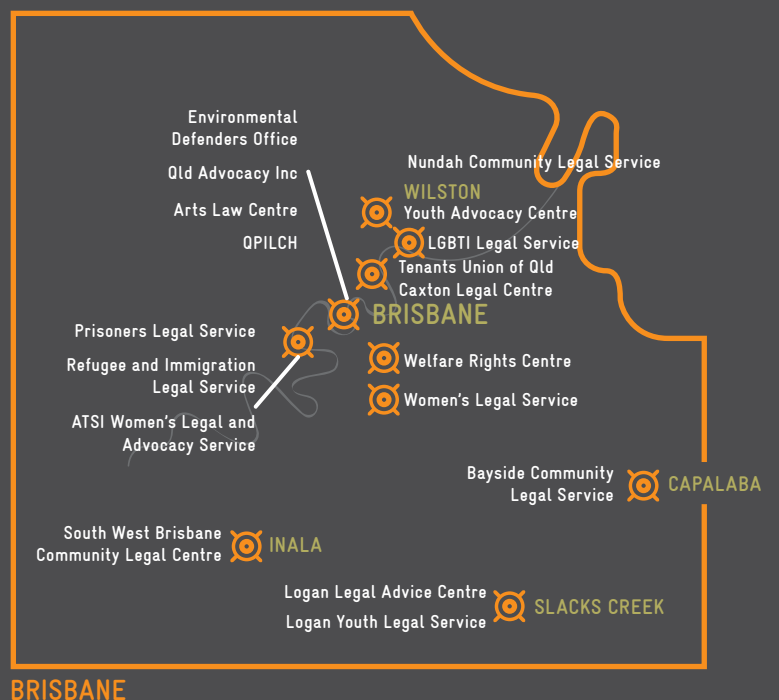 Environmental
Defenders Office
Qld Advocacy Inc
Arts Law Centre
QPILCH
Nundah Community Legal Service
WILSTON
Youth Advocacy Centre
LGBTI Legal Service
Tenants Union of Qld
Caxton Legal Centre
BRISBANE
Prisoners Legal Service
Refugee and Immigration
Legal Service
ATSI Women's Legal and
Advocacy Service
Welfare Rights Centre
Women's Legal Service
Bayside Community
Legal Service
CAPALABA
South West Brisbane
Community Legal Centre
INALA
Logan Legal Advice Centre
Logan Youth Legal Service
SLACKS CREEK
BRISBANE